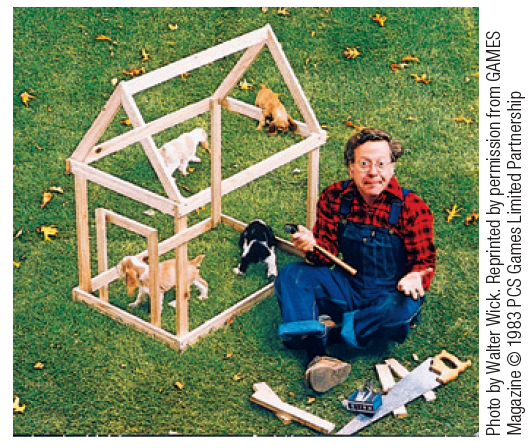 Photo by Walter Wick. Reprinted by permission from GAMES
Magazine © 1983 PCS Games Limited Partnership